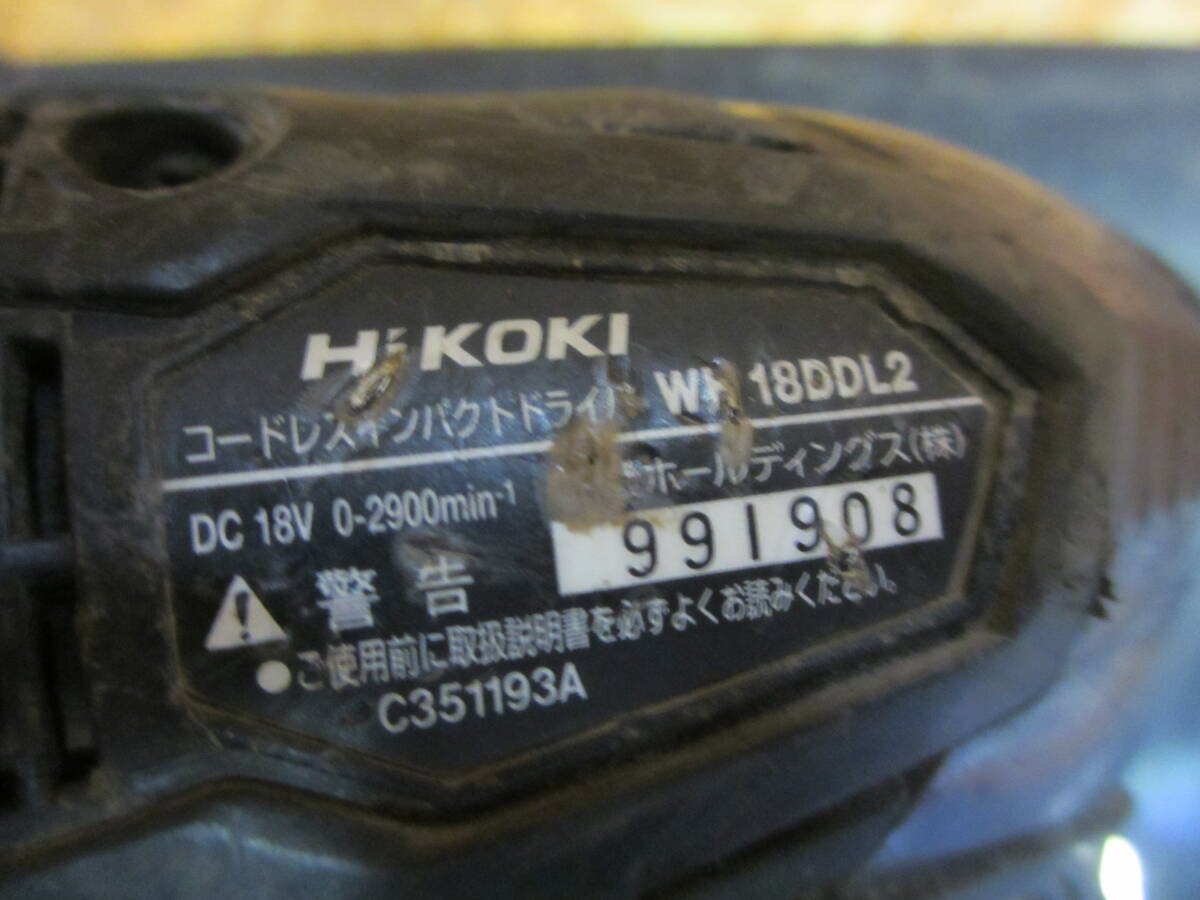 HiKOKI
コードレスインパクトドライバ WH 18DDL2
ホールディングス(株)
DC 18V 0-2900min-1
991908
警告
●ご使用前に取扱説明書を必ずよくお読みください。
C351193A